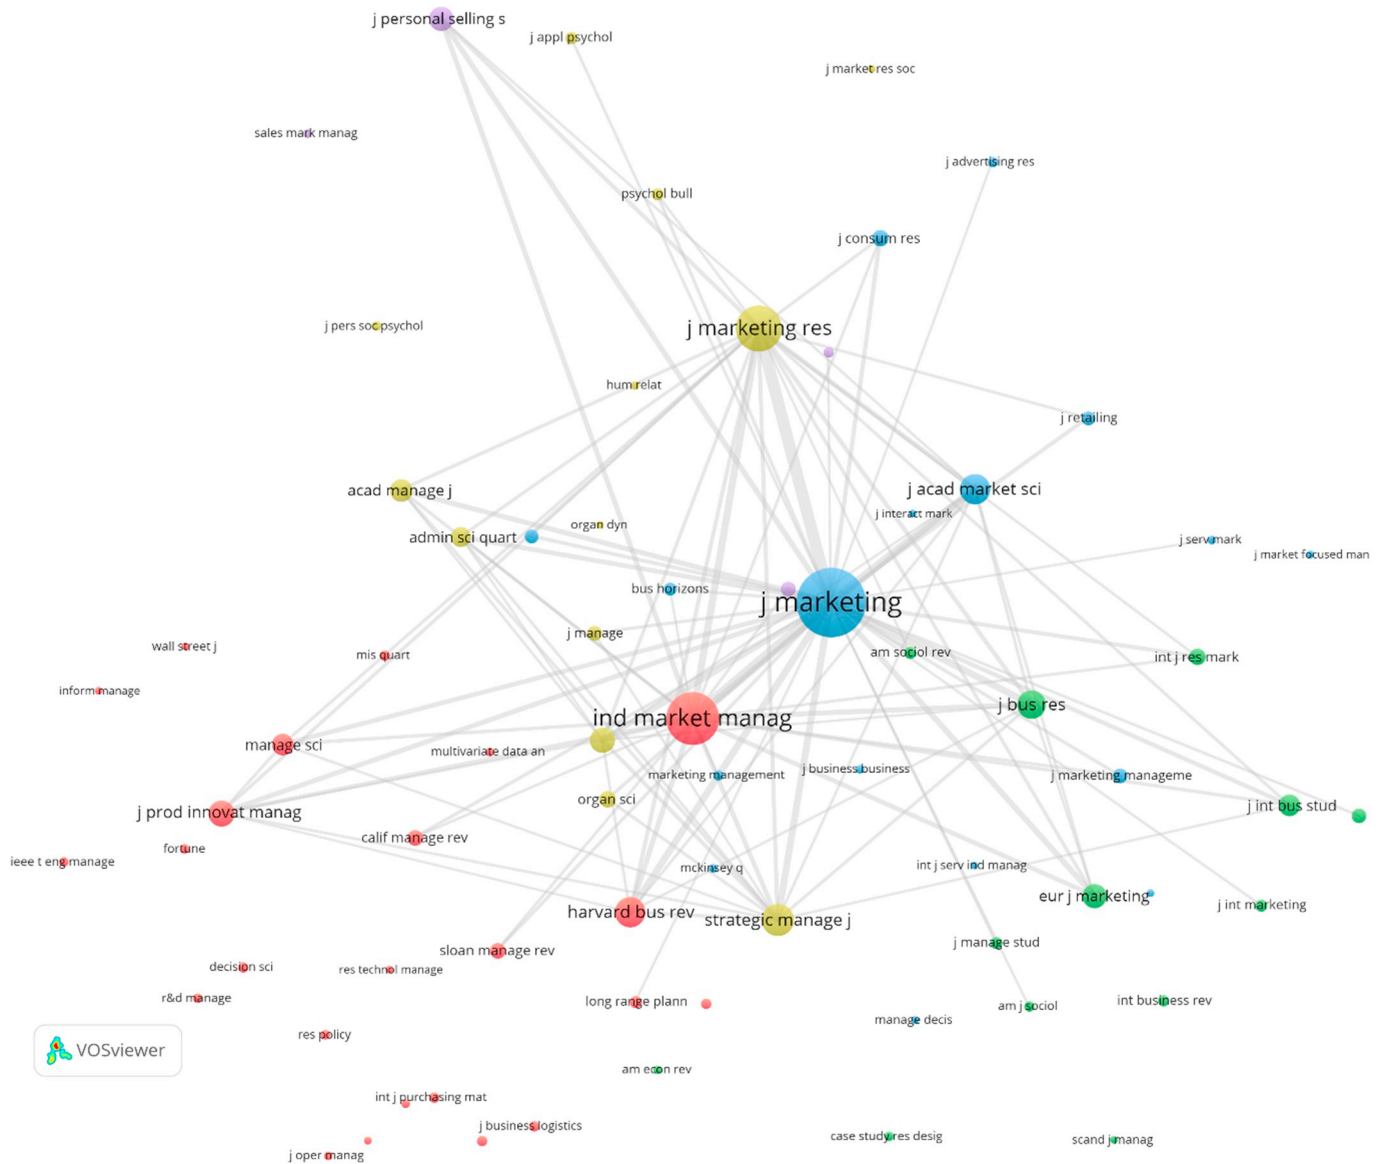 j personal selling s
j appl psychol
j market res soc
sales mark manag
j advertising res
psychol bull
j consum res
j pers soc psychol
j marketing res
hum relat
j retailing
acad manage j
j acad market sci
j interact mark
organ dyn
admin sci quart
j serv mark
j market focused man
bus horizons
j marketing
j manage
wall street j
mis quart
am sociol rev
int j res mark
inform manage
j bus res
ind market manag
manage sci
multivariate data an
j business business
marketing management
j marketing manageme
organ sci
j int bus stud
j prod innovat manag
calif manage rev
fortune
ieee t eng manage
mckinsey q
int j serv ind manag
eur j marketing
j int marketing
harvard bus rev
strategic manage j
j manage stud
sloan manage rev
decision sci
res technol manage
r&d manage
long range plann
int business rev
am j sociol
manage decis
res policy
VOSviewer
am econ rev
int j purchasing mat
j business logistics
case study res desig
scand j manag
j oper manag